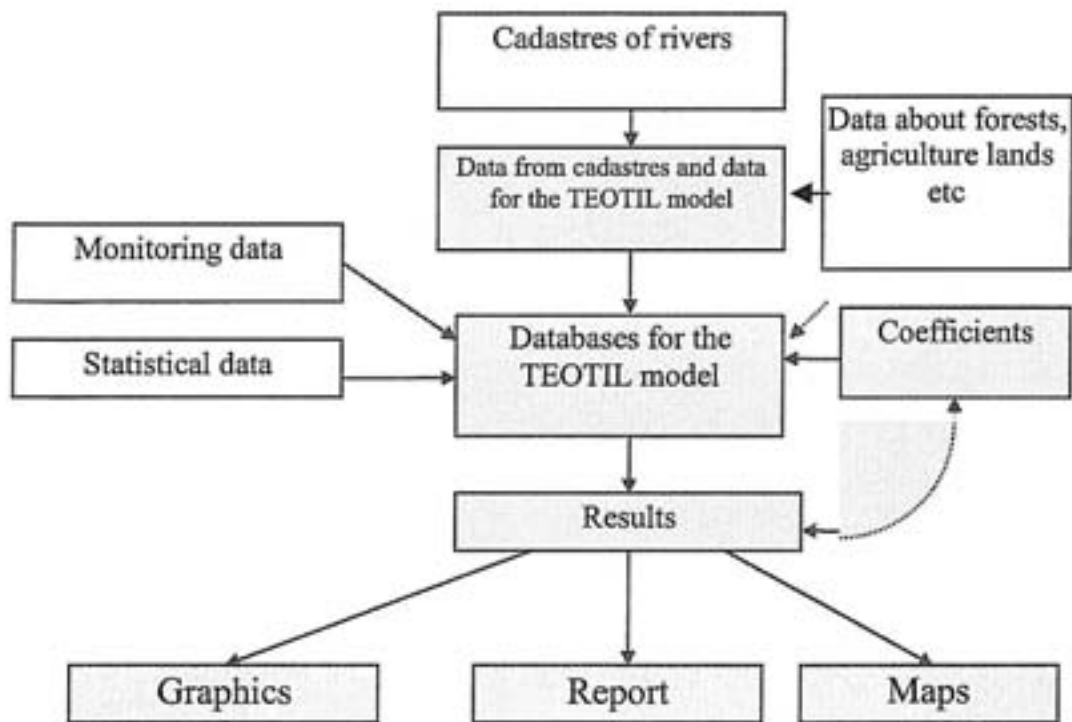 Cadastres of rivers
Data about forests,
agriculture lands
etc
Data from cadastres and data
for the TEOTIL model
Monitoring data
Databases for the
TEOTIL model
Coefficients
Statistical data
Results
Graphics
Report
Maps